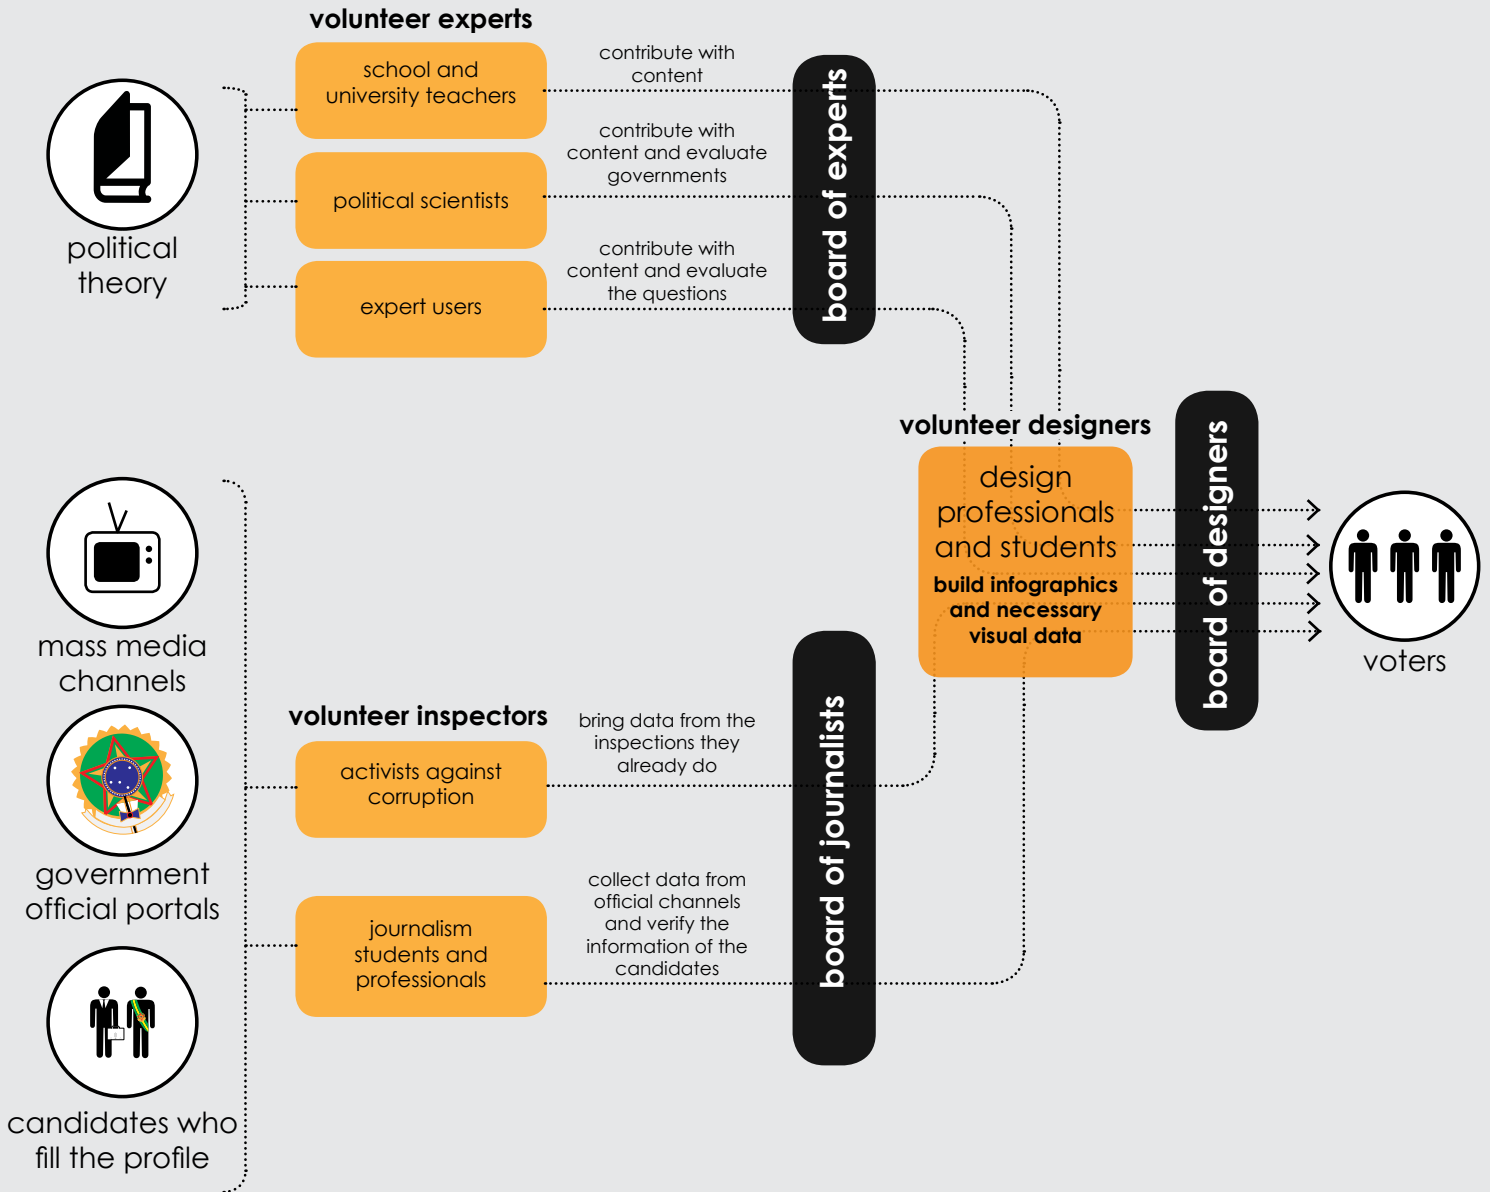 volunteer experts
school and
university teachers
contribute with
content
political scientists
contribute with
content and evaluate
governments
expert users
contribute with
content and evaluate
the questions
political
theory
board of experts
volunteer designers
design
professionals
and students
build infographics
and necessary
visual data
board of designers
voters
mass media
channels
government
official portals
candidates who
fill the profile
volunteer inspectors
activists against
corruption
bring data from the
inspections they
already do
journalism
students and
professionals
collect data from
official channels
and verify the
information of the
candidates
board of journalists